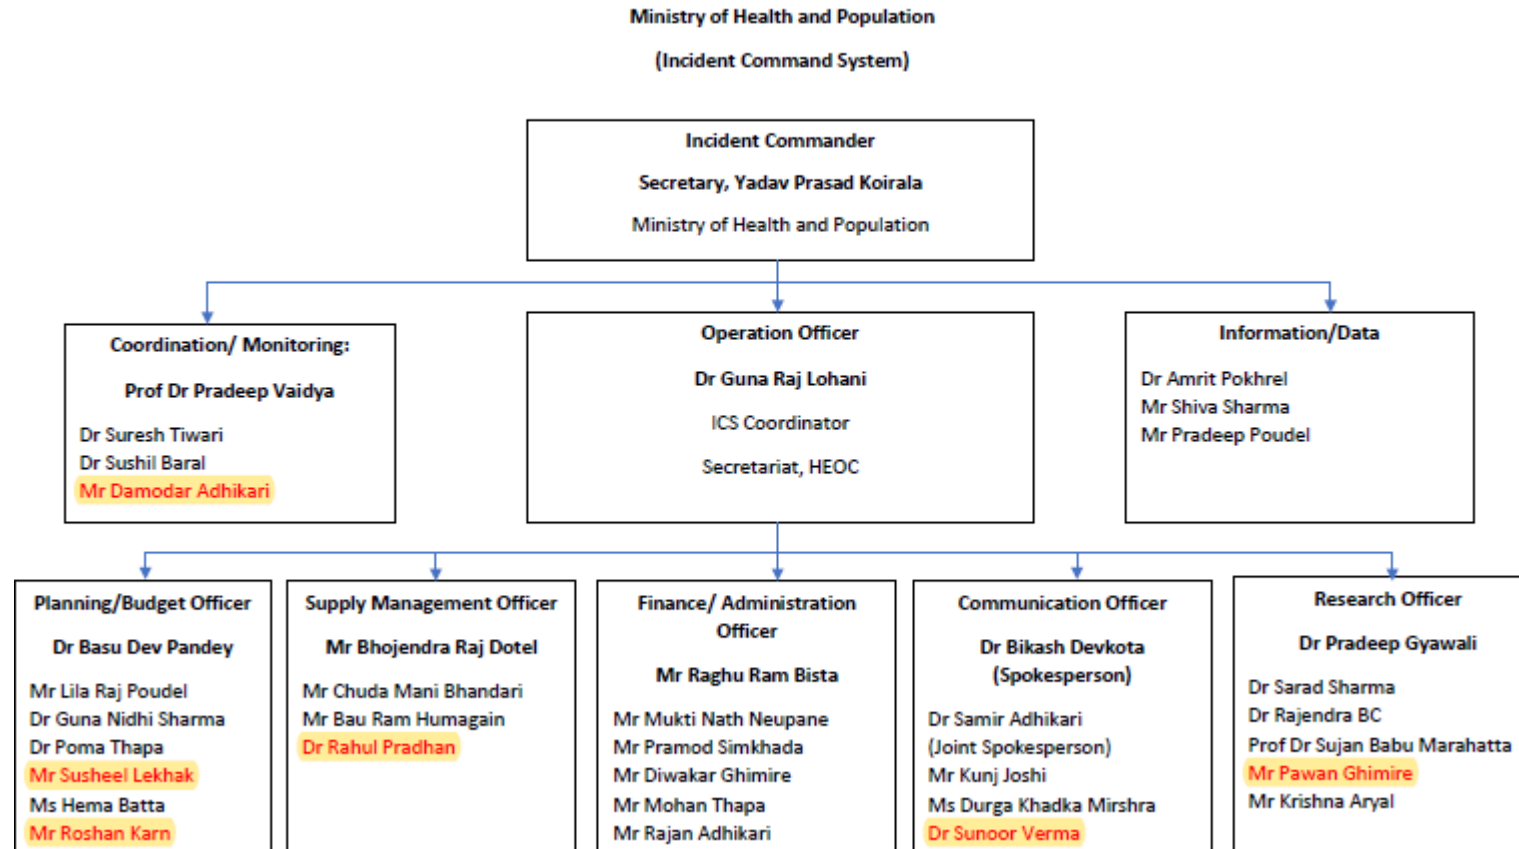 Ministry of Health and Population
(Incident Command System)
Incident Commander
Secretary, Yadav Prasad Koirala
Ministry of Health and Population
Coordination/ Monitoring:
Prof Dr Pradeep Vaidya
Dr Suresh Tiwari
Dr Sushil Baral
Mr Damodar Adhikari
Operation Officer
Dr Guna Raj Lohani
ICS Coordinator
Secretariat, HEOC
Information/Data
Dr Amrit Pokhrel
Mr Shiva Sharma
Mr Pradeep Poudel
Planning/Budget Officer
Dr Basu Dev Pandey
Mr Lila Raj Poudel
Dr Guna Nidhi Sharma
Dr Poma Thapa
Mr Susheel Lekhak
Ms Hema Batta
Mr Roshan Karn
Supply Management Officer
Mr Bhojendra Raj Dotel
Mr Chuda Mani Bhandari
Mr Bau Ram Humagain
Dr Rahul Pradhan
Finance/ Administration
Officer
Mr Raghu Ram Bista
Mr Mukti Nath Neupane
Mr Pramod Simkhada
Mr Diwakar Ghimire
Mr Mohan Thapa
Mr Rajan Adhikari
Communication Officer
Dr Bikash Devkota
(Spokesperson)
Dr Samir Adhikari
(Joint Spokesperson)
Mr Kunj Joshi
Ms Durga Khadka Mirshra
Dr Sunoor Verma
Research Officer
Dr Pradeep Gyawali
Dr Sarad Sharma
Dr Rajendra BC
Prof Dr Sujan Babu Marahatta
Mr Pawan Ghimire
Mr Krishna Aryal